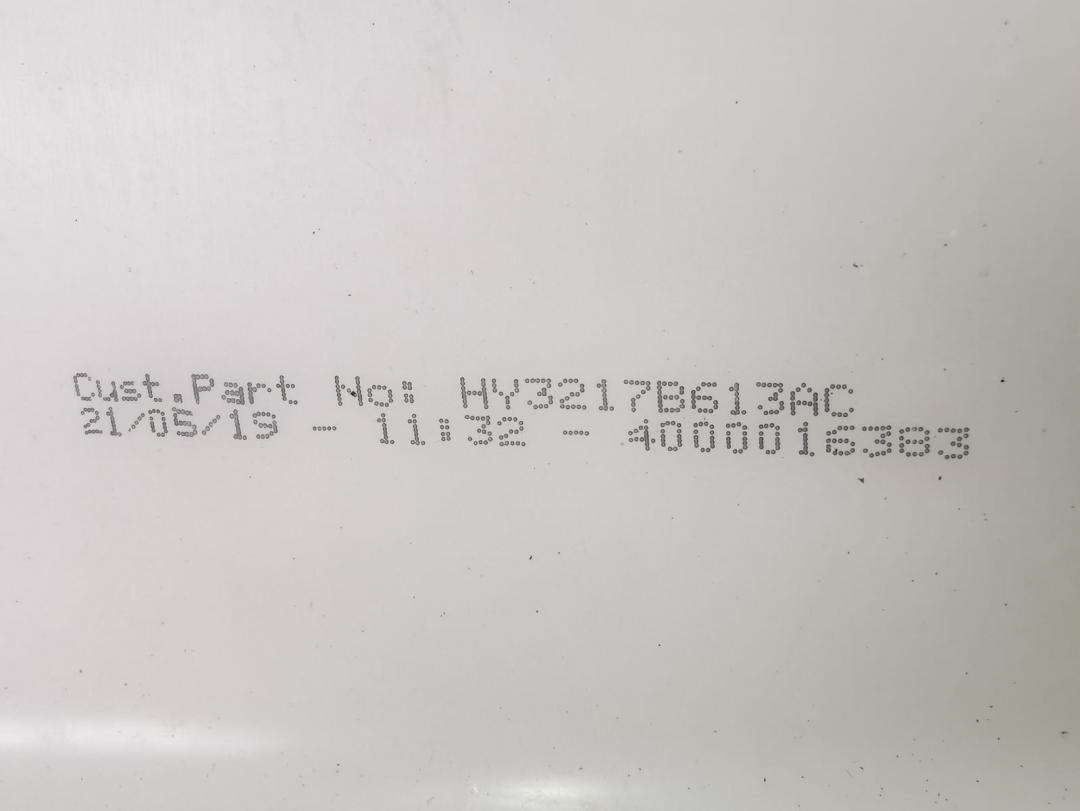 Cust.Part No: HY3217B613AC
21/05/19 - 11:32 - 4000016383